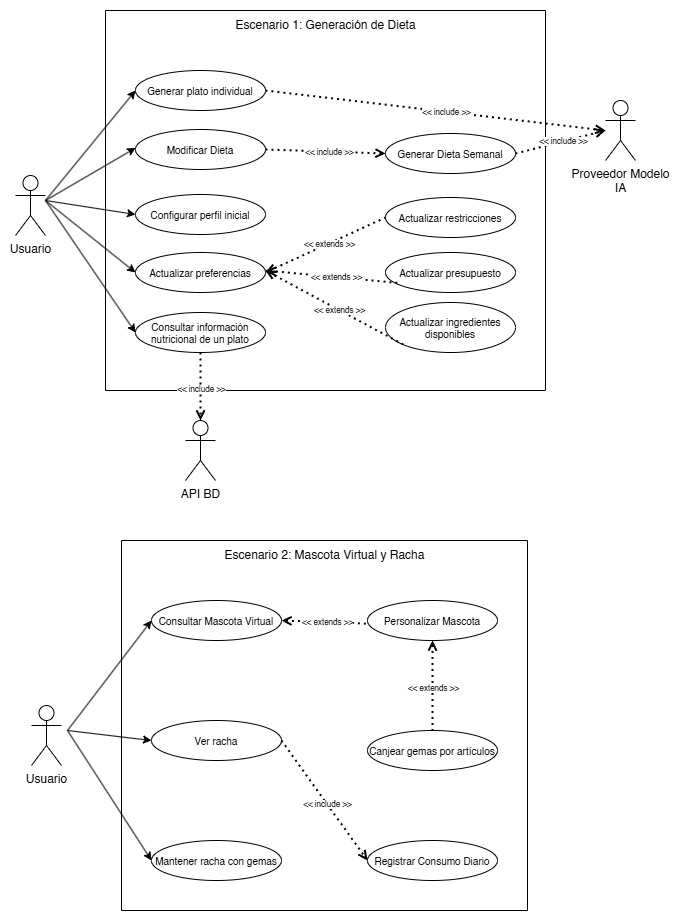 Escenario 1: Generación de Dieta
Generar plato individual
<< include >>
Modificar Dieta
<< include >>
Generar Dieta Semanal
<< include >>
Proveedor Modelo
IA
Usuario
Configurar perfil inicial
Actualizar restricciones
<< extends >>
Actualizar preferencias
<< extends >>
Actualizar presupuesto
<< extends >>
Actualizar ingredientes
disponibles
Consultar información
nutricional de un plato
<< include >>
API BD
Escenario 2: Mascota Virtual y Racha
Consultar Mascota Virtual
<< extends >>
Personalizar Mascota
<< extends >>
Usuario
Ver racha
Canjear gemas por artículos
<< include >>
Mantener racha con gemas
Registrar Consumo Diario